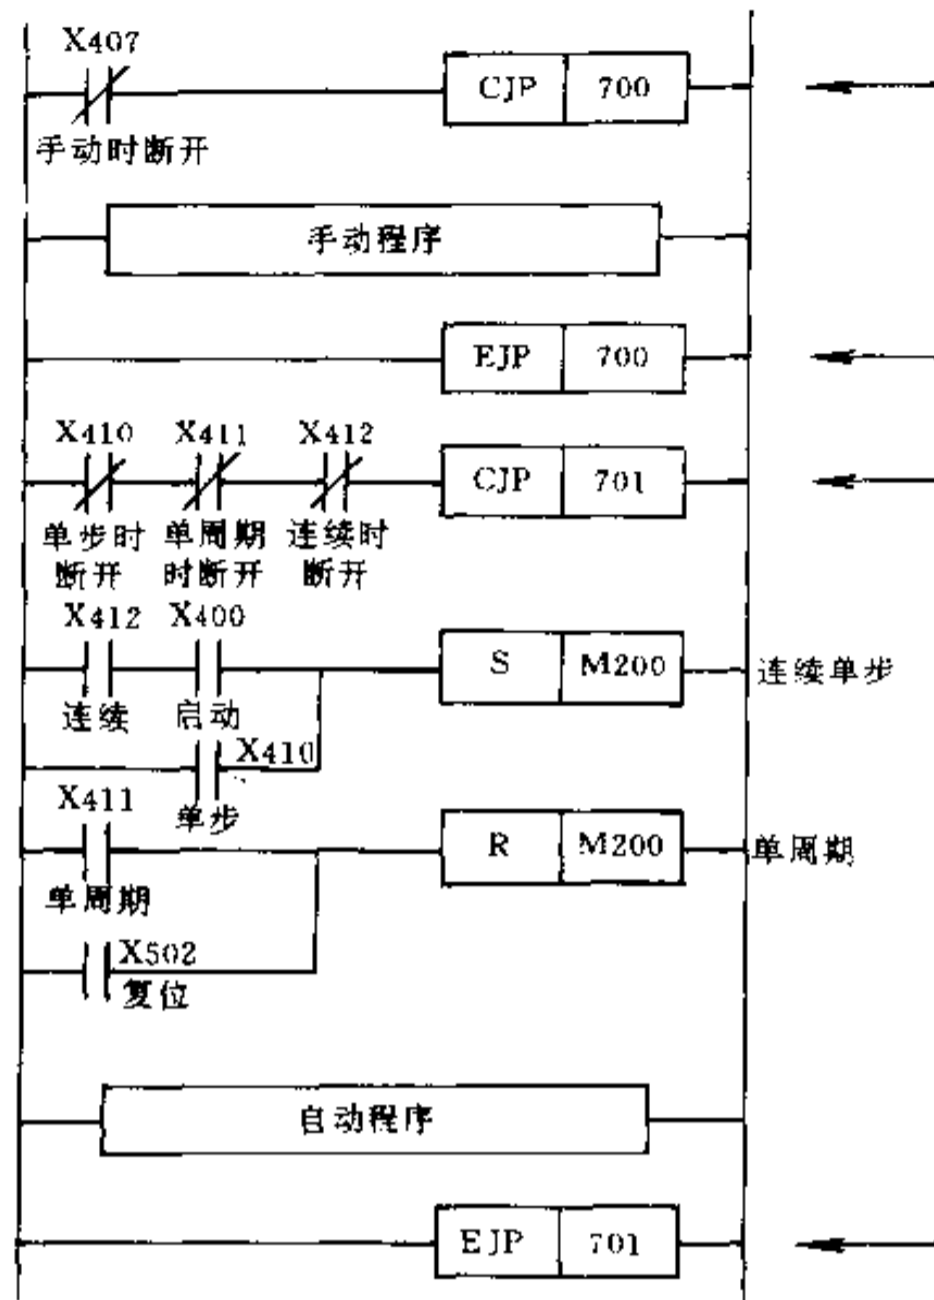 X407
CJP 700
手动时断开
手动程序
EJP 700
X410 X411 X412
CJP 701
单步时 单周期 连续时
断开 时断开 断开
X412 X400
S M200 连续单步
连续 启动
X410
单步
X411
R M200 单周期
单周期
X502
复位
自动程序
EJP 701